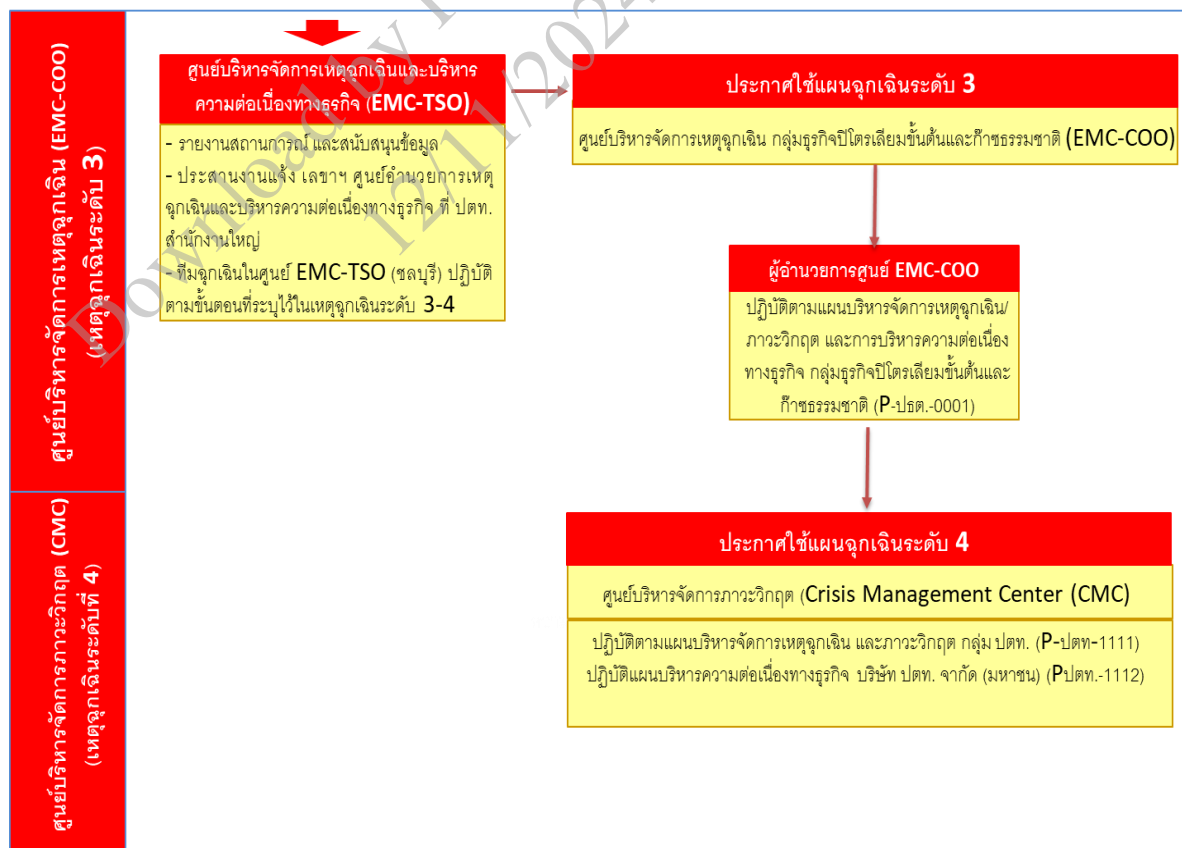 ศูนย์บริหารจัดการเหตุฉุกเฉิน (EMC-COO)
(เหตุฉุกเฉินระดับ 3)
ศูนย์บริหารจัดการเหตุฉุกเฉินและบริหาร
ความต่อเนื่องทางธุรกิจ (EMC-TSO)
- รายงานสถานการณ์ และสนับสนุนข้อมูล
- ประสานงานแจ้ง เลขาฯ ศูนย์อำนวยการเหตุ
ฉุกเฉินและบริหารความต่อเนื่องทางธุรกิจ ที่ ปตท.
สำนักงานใหญ่
- ทีมฉุกเฉินในศูนย์ EMC-TSO (ชลบุรี) ปฏิบัติ
ตามขั้นตอนที่ระบุไว้ในเหตุฉุกเฉินระดับ 3-4
ประกาศใช้แผนฉุกเฉินระดับ 3
ศูนย์บริหารจัดการเหตุฉุกเฉิน กลุ่มธุรกิจปิโตรเลียมขั้นต้นและก๊าซธรรมชาติ (EMC-COO)
ผู้อำนวยการศูนย์ EMC-COO
ปฏิบัติตามแผนบริหารจัดการเหตุฉุกเฉิน/
ภาวะวิกฤต และการบริหารความต่อเนื่อง
ทางธุรกิจ กลุ่มธุรกิจปิโตรเลียมขั้นต้นและ
ก๊าซธรรมชาติ (P-ปธต.-0001)
ศูนย์บริหารจัดการภาวะวิกฤต (CMC)
(เหตุฉุกเฉินระดับที่ 4)
ประกาศใช้แผนฉุกเฉินระดับ 4
ศูนย์บริหารจัดการภาวะวิกฤต (Crisis Management Center (CMC)
ปฏิบัติตามแผนบริหารจัดการเหตุฉุกเฉิน และภาวะวิกฤต กลุ่ม ปตท. (P-ปตท-1111)
ปฏิบัติแผนบริหารความต่อเนื่องทางธุรกิจ บริษัท ปตท. จากัด (มหาชน) (Pปตท.-1112)
Download by
12/11/2024